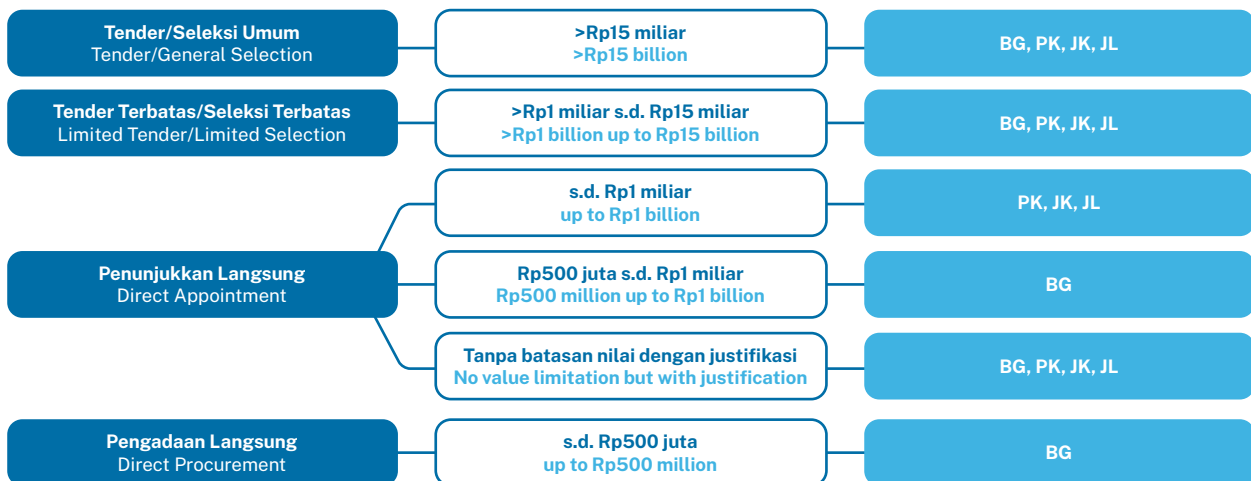 Tender/Seleksi Umum
Tender/General Selection
>Rp15 miliar
>Rp15 billion
BG, PK, JK, JL
Tender Terbatas/Seleksi Terbatas
Limited Tender/Limited Selection
>Rp1 miliar s.d. Rp15 miliar
>Rp1 billion up to Rp15 billion
BG, PK, JK, JL
Penunjukkan Langsung
Direct Appointment
s.d. Rp1 miliar
up to Rp1 billion
PK, JK, JL
Rp500 juta s.d. Rp1 miliar
Rp500 million up to Rp1 billion
BG
Tanpa batasan nilai dengan justifikasi
No value limitation but with justification
BG, PK, JK, JL
Pengadaan Langsung
Direct Procurement
s.d. Rp500 juta
up to Rp500 million
BG